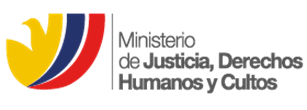 Ministerio
de Justicia, Derechos
Humanos y Cultos